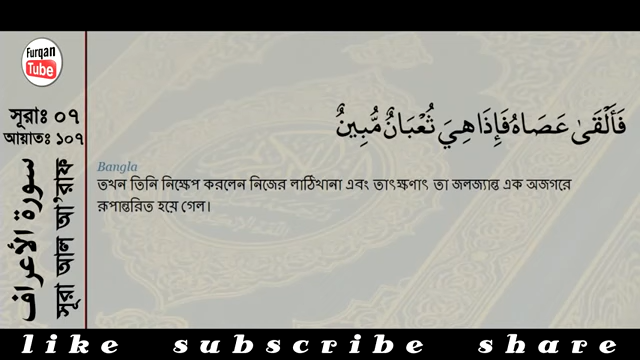 Furqan
Tube
সূরাঃ ০৭
আয়াতঃ ১০৭
سورة الأعراف
সূরা আল আ'রাফ
فَأَلْقَىٰ عَصَاهُ فَإِذَا هِيَ ثُعْبَانٌ مُّبِينٌ
Bangla
তখন তিনি নিক্ষেপ করলেন নিজের লাঠিখানা এবং তাৎক্ষণাৎ তা জলজ্যান্ত এক অজগরে
রূপান্তরিত হয়ে গেল।
like subscribe share